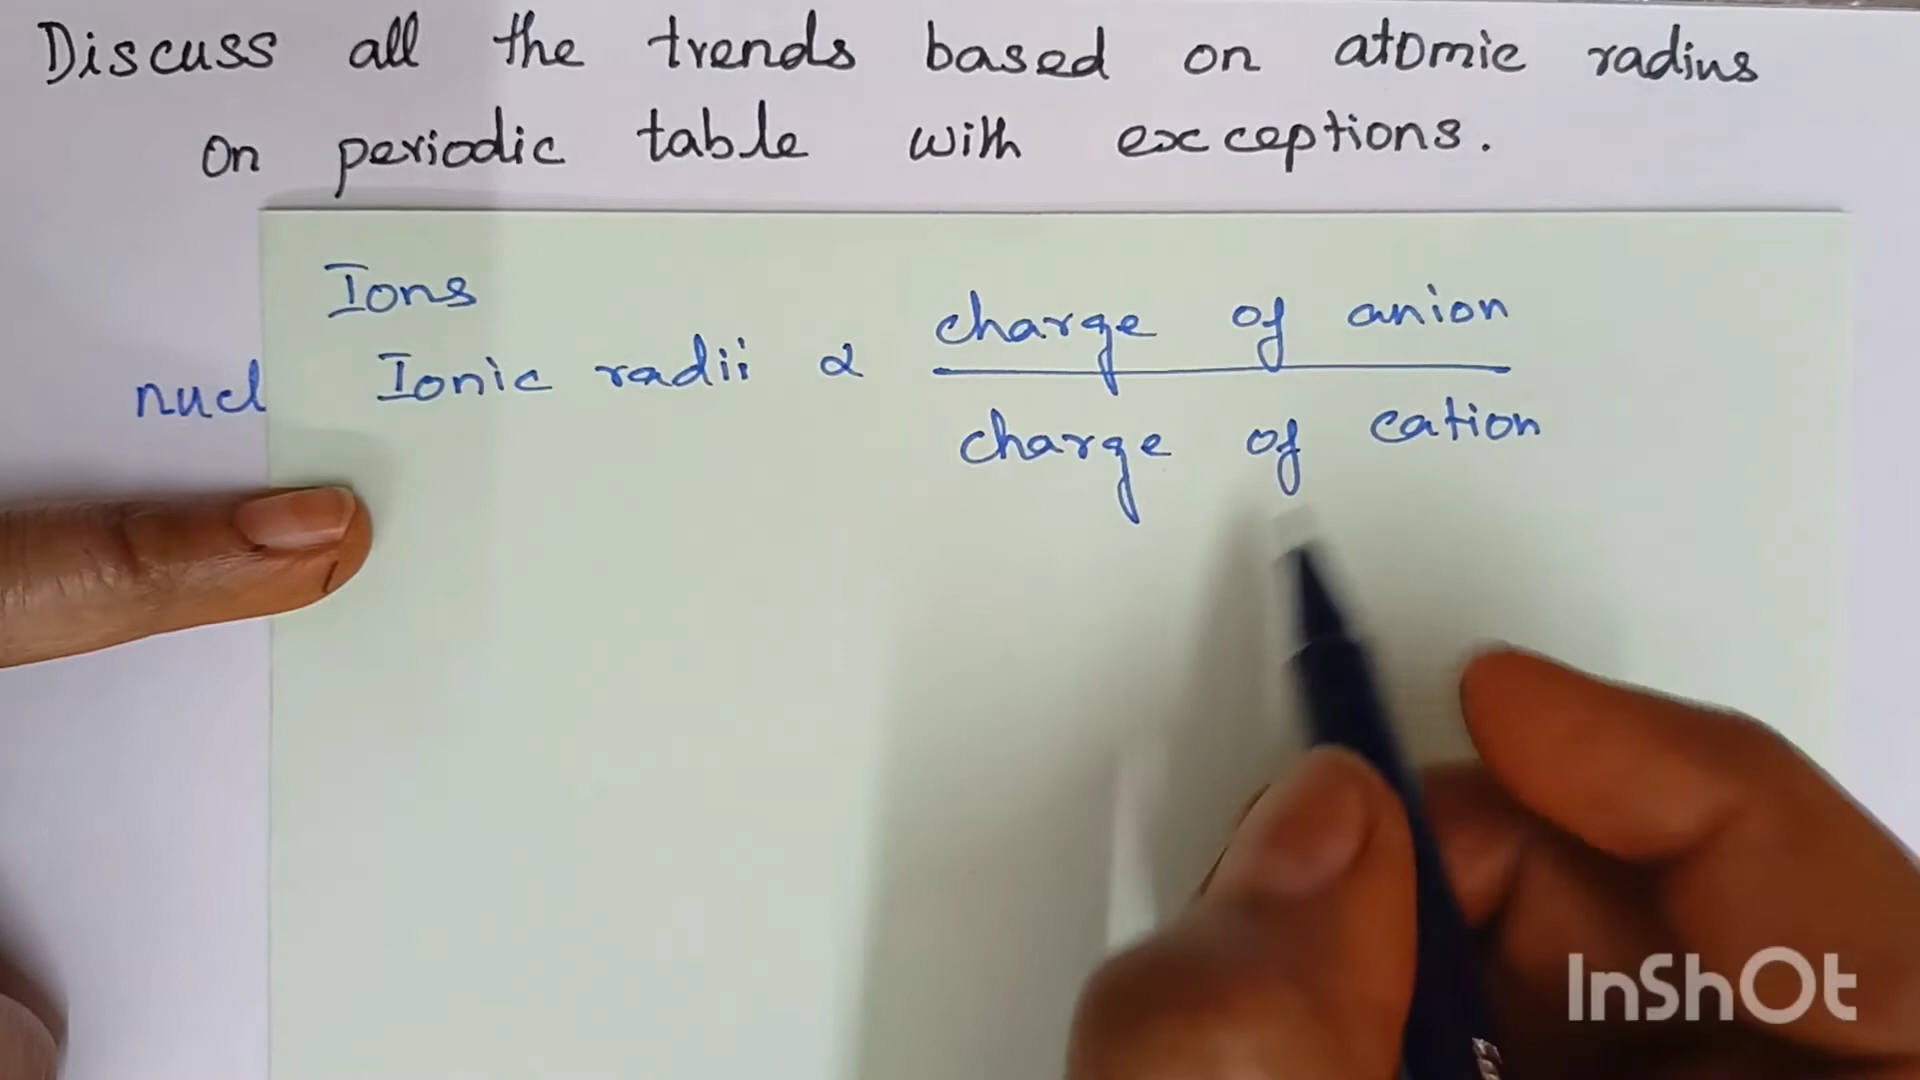 Discuss all the trends based on atomic radius
on periodic table with exceptions.
Ions
charge of anion
nucl Ionic radii α
charge of cation
InShOt